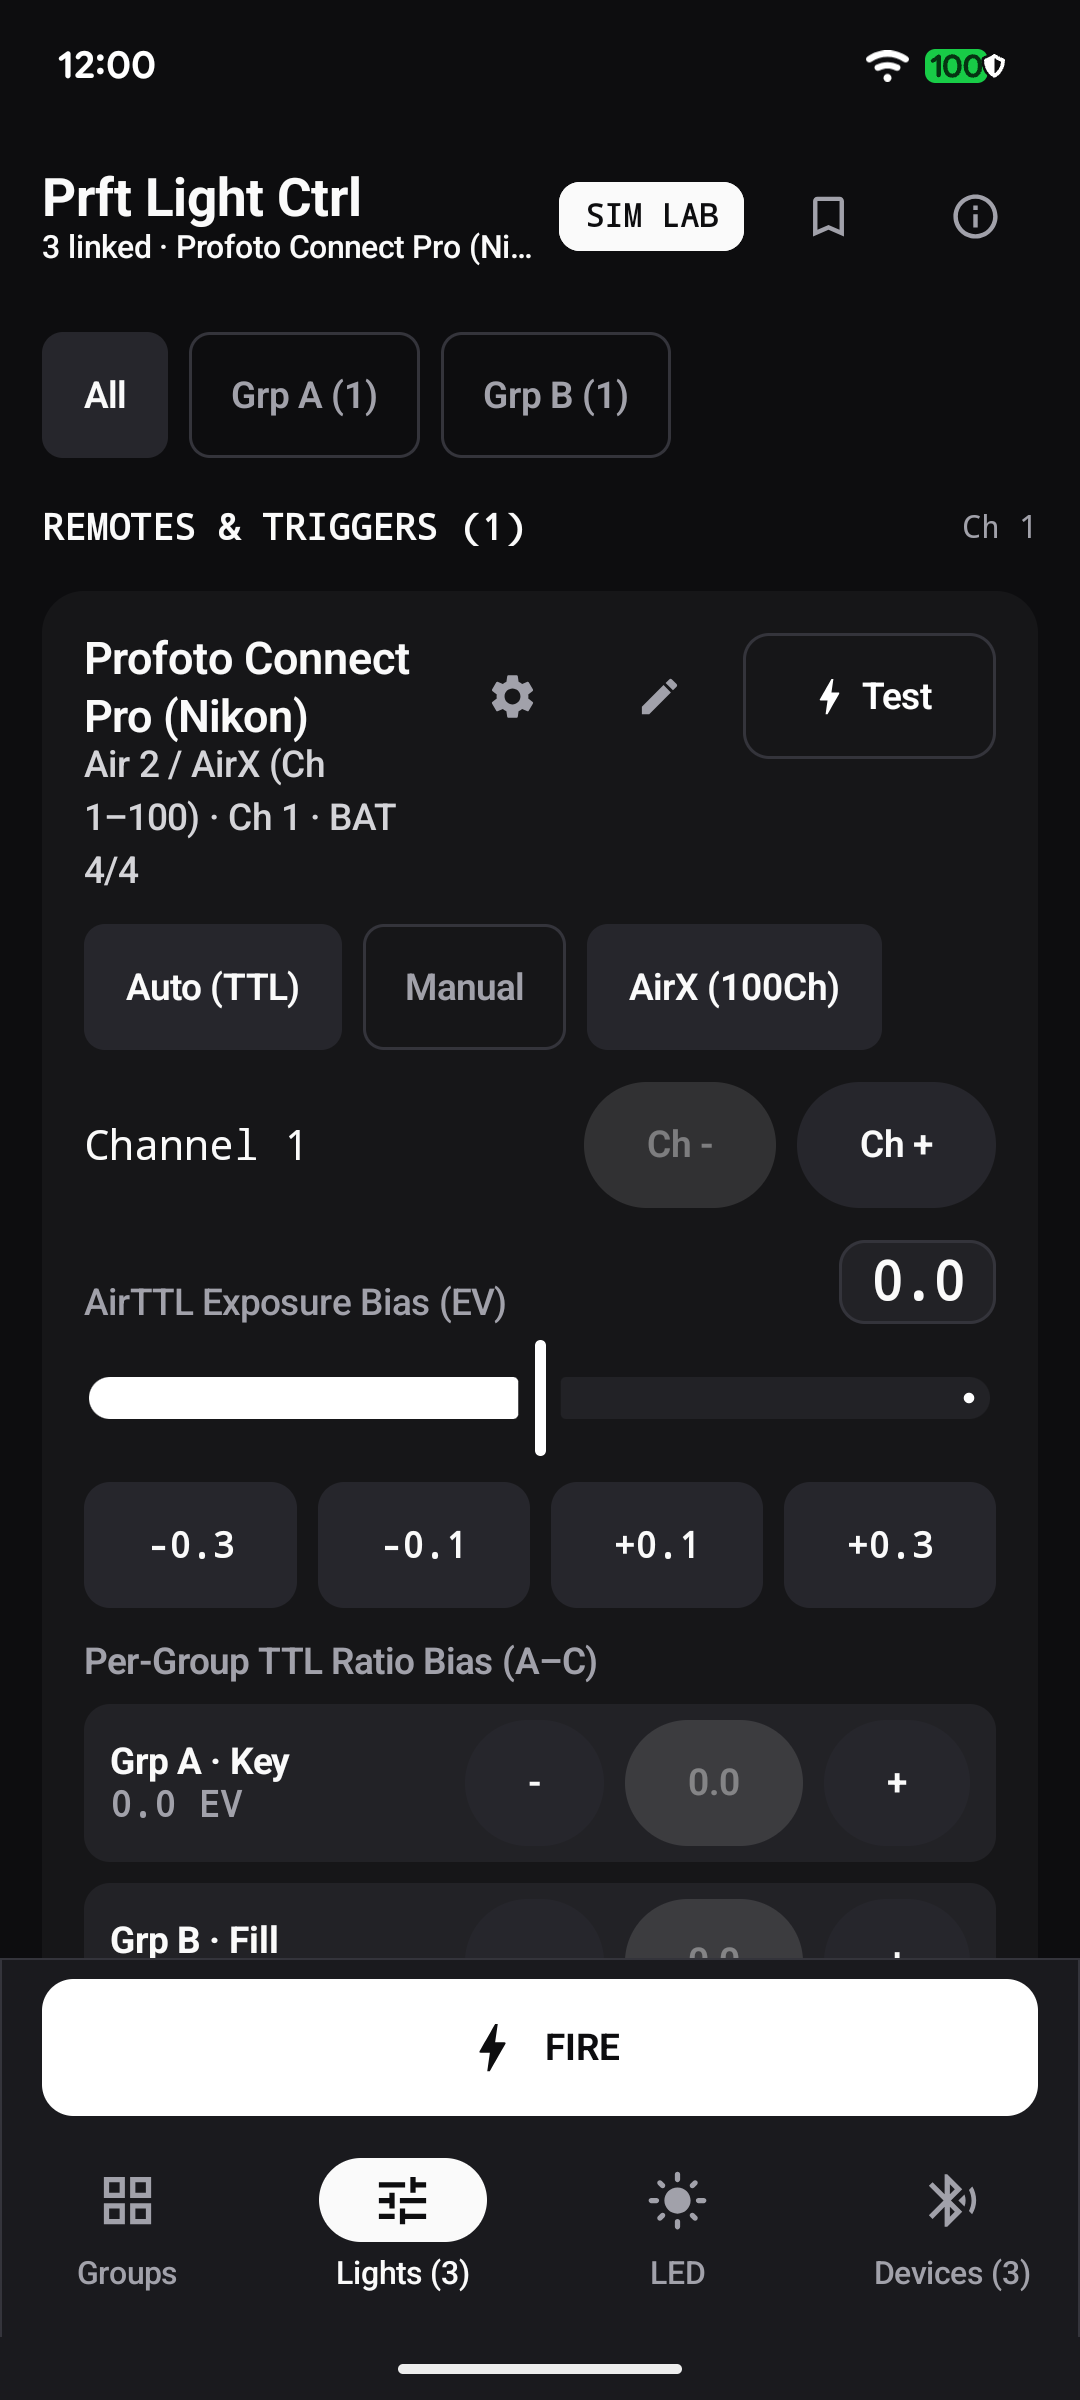 12:00
100
Prft Light Ctrl
3 linked · Profoto Connect Pro (Ni...
SIM LAB
All
Grp A (1)
Grp B (1)
REMOTES & TRIGGERS (1)
Ch 1
Profoto Connect
Pro (Nikon)
Air 2 / AirX (Ch
1–100) · Ch 1 · BAT
4/4
Test
Auto (TTL)
Manual
AirX (100Ch)
Channel 1
Ch -
Ch +
AirTTL Exposure Bias (EV)
0.0
-0.3
-0.1
+0.1
+0.3
Per-Group TTL Ratio Bias (A–C)
Grp A · Key
0.0 EV
-
0.0
+
Grp B · Fill
0.0
+
FIRE
Groups
Lights (3)
LED
Devices (3)